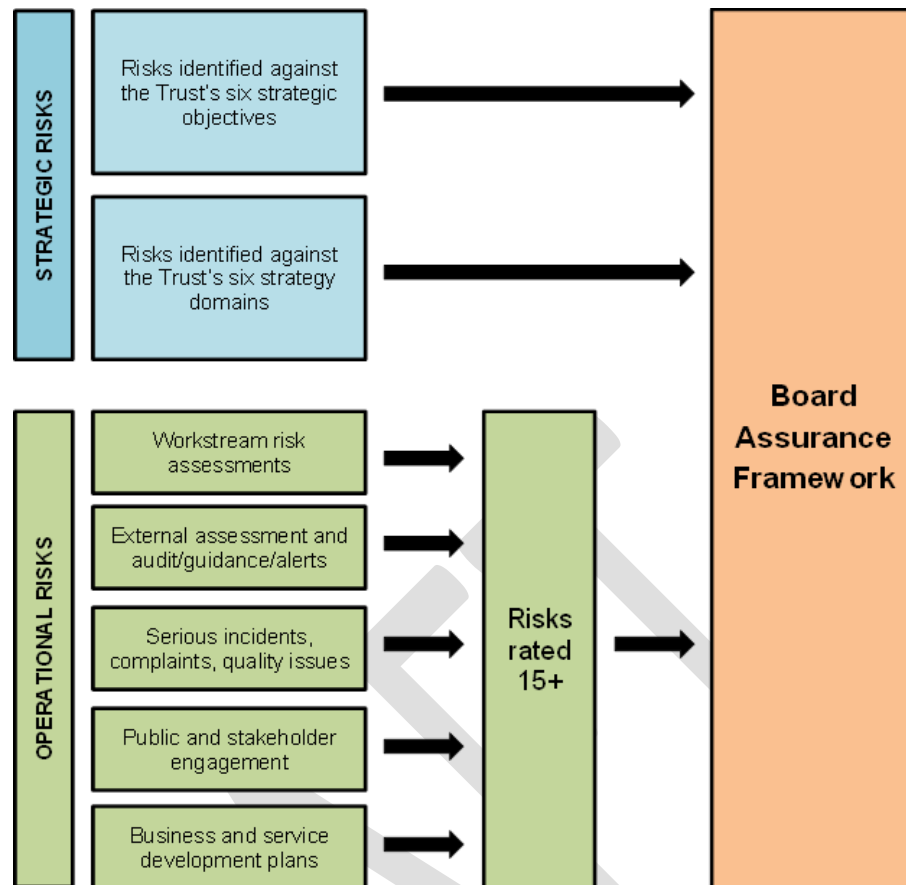 STRATEGIC RISKS
Risks identified against
the Trust's six strategic
objectives
Risks identified against
the Trust's six strategy
domains
OPERATIONAL RISKS
Workstream risk
assessments
External assessment and
audit/guidance/alerts
Serious incidents,
complaints, quality issues
Public and stakeholder
engagement
Business and service
development plans
Risks
rated
15+
Board
Assurance
Framework